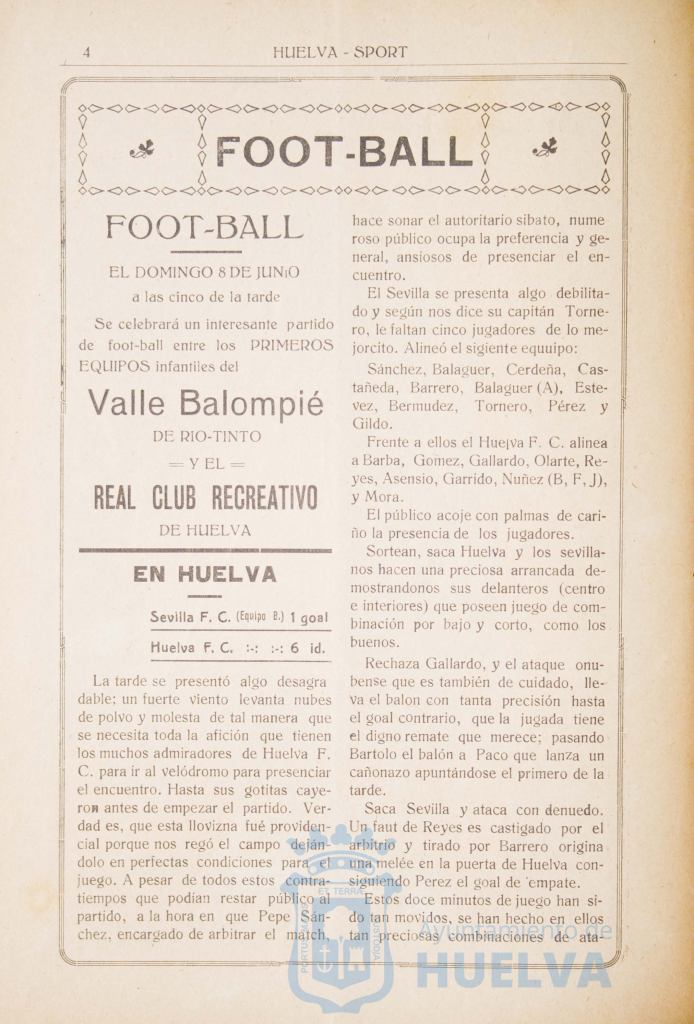 4
HUELVA - SPORT
FOOT-BALL
FOOT-BALL
EL DOMINGO 8 DE JUNIO
a las cinco de la tarde
Se celebrará un interesante partido
de foot-ball entre los PRIMEROS
EQUIPOS infantiles del
Valle Balompié
DE RIO-TINTO
= Y EL =
REAL CLUB RECREATIVO
DE HUELVA
EN HUELVA
Sevilla F. C. (Equipo B.) 1 goal
Huelva F. C. :-: :-: 6 id.
La tarde se presentó algo desagra
dable; un fuerte viento levanta nubes
de polvo y molesta de tal manera que
se necesita toda la afición que tienen
los muchos admiradores de Huelva F.
C. para ir al velódromo para presenciar
el encuentro. Hasta sus gotitas caye-
ron antes de empezar el partido. Ver-
dad es, que esta llovizna fué providen-
cial porque nos regó el campo deján-
dolo en perfectas condiciones para el
juego. A pesar de todos estos contra-
tiempos que podían restar público al
partido, a la hora en que Pepe Sán-
chez, encargado de arbitrar el match,
hace sonar el autoritario sibato, nume
roso público ocupa la preferencia y ge-
neral, ansiosos de presenciar el en-
cuentro.
El Sevilla se presenta algo debilita-
do y según nos dice su capitán Torne-
ro, le faltan cinco jugadores de lo me-
jorcito. Alineó el sigiente equuipo:
Sánchez, Balaguer, Cerdeña, Cas-
tañeda, Barrero, Balaguer (A), Este-
vez, Bermudez, Tornero, Pérez y
Gildo.
Frente a ellos el Huelva F. C. alinea
a Barba, Gomez, Gallardo, Olarte, Re-
yes, Asensio, Garrido, Nuñez (B, F, J),
y Mora.
El público acoje con palmas de cari-
ño la presencia de los jugadores.
Sortean, saca Huelva y los sevilla-
nos hacen una preciosa arrancada de-
mostrandonos sus delanteros (centro
e interiores) que poseen juego de com-
binación por bajo y corto, como los
buenos.
Rechaza Gallardo, y el ataque onu-
bense que es también de cuidado, lle-
va el balon con tanta precisión hasta
el goal contrario, que la jugada tiene
el digno remate que merece; pasando
Bartolo el balón a Paco que lanza un
cañonazo apuntándose el primero de la
tarde.
Saca Sevilla y ataca con denuedo.
Un faut de Reyes es castigado por el
arbitrio y tirado por Barrero origina
una melée en la puerta de Huelva con-
siguiendo Perez el goal de empate.
Estos doce minutos de juego han si-
do tan movidos, se han hecho en ellos
tan preciosas combinaciones de ata-
PORTUS MARIS ET TERRAE CUSTODIA
Ayuntamiento de
HUELVA